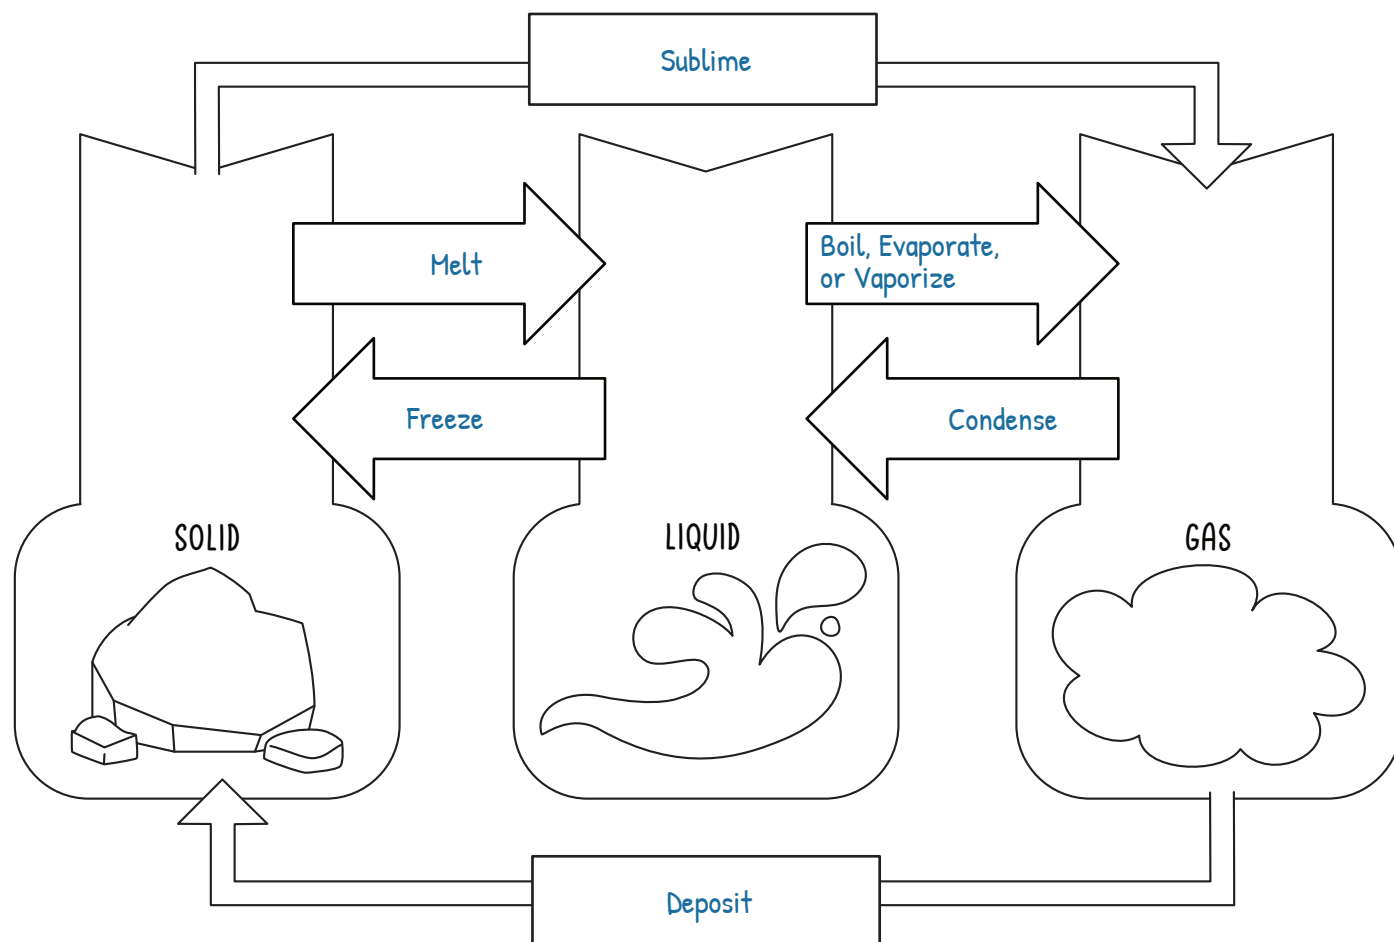 Sublime
Melt
Boil, Evaporate,
or Vaporize
Freeze
Condense
SOLID
LIQUID
GAS
Deposit